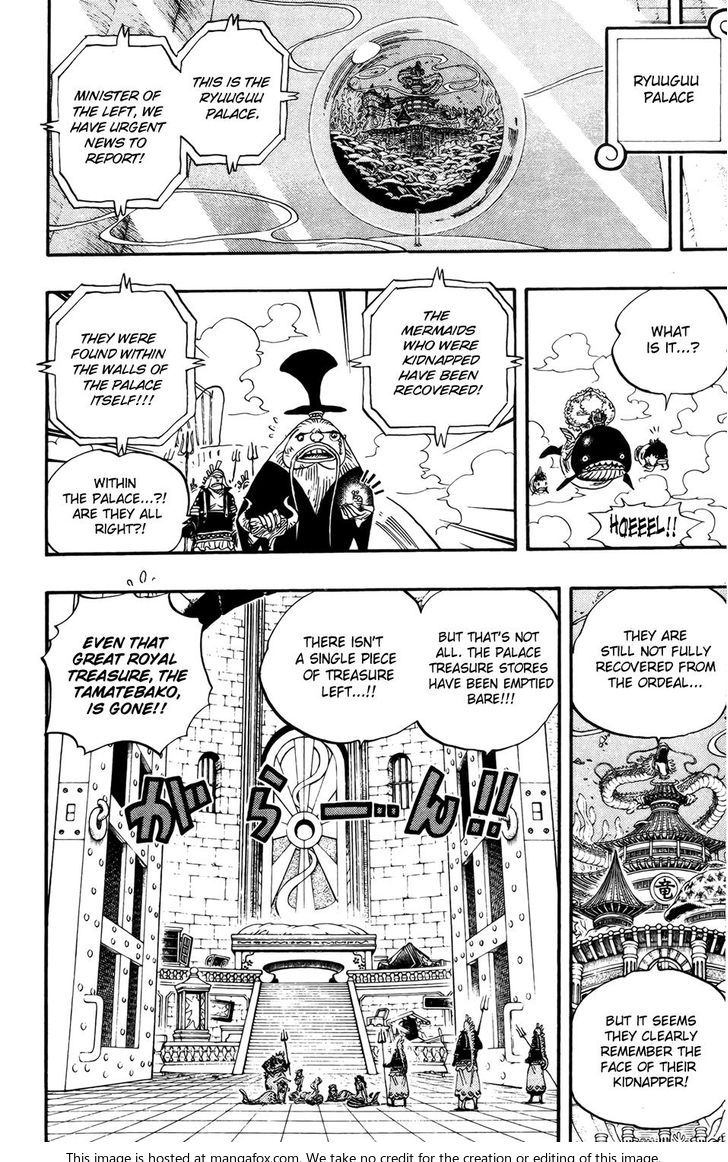 RYUUGUU
PALACE
THIS IS THE
RYUUGUU
PALACE.
MINISTER OF
THE LEFT, WE
HAVE URGENT
NEWS TO
REPORT!
WHAT
IS IT...?
HOEEEL!!
THE
MERMAIDS
WHO WERE
KIDNAPPED
HAVE BEEN
RECOVERED!
THEY WERE
FOUND WITHIN
THE WALLS OF
THE PALACE
ITSELF!!!
WITHIN
THE PALACE...?!
ARE THEY ALL
RIGHT?!
THEY ARE
STILL NOT FULLY
RECOVERED FROM
THE ORDEAL...
竜
BUT IT SEEMS
THEY CLEARLY
REMEMBER THE
FACE OF THEIR
KIDNAPPER!
BUT THAT'S NOT
ALL. THE PALACE
TREASURE STORES
HAVE BEEN EMPTIED
BARE!!!
THERE ISN'T
A SINGLE PIECE
OF TREASURE
LEFT...!!
EVEN THAT
GREAT ROYAL
TREASURE, THE
TAMATEBAKO,
IS GONE!!
がらーん!!
This image is hosted at mangafox.com. We take no credit for the creation or editing of this image.